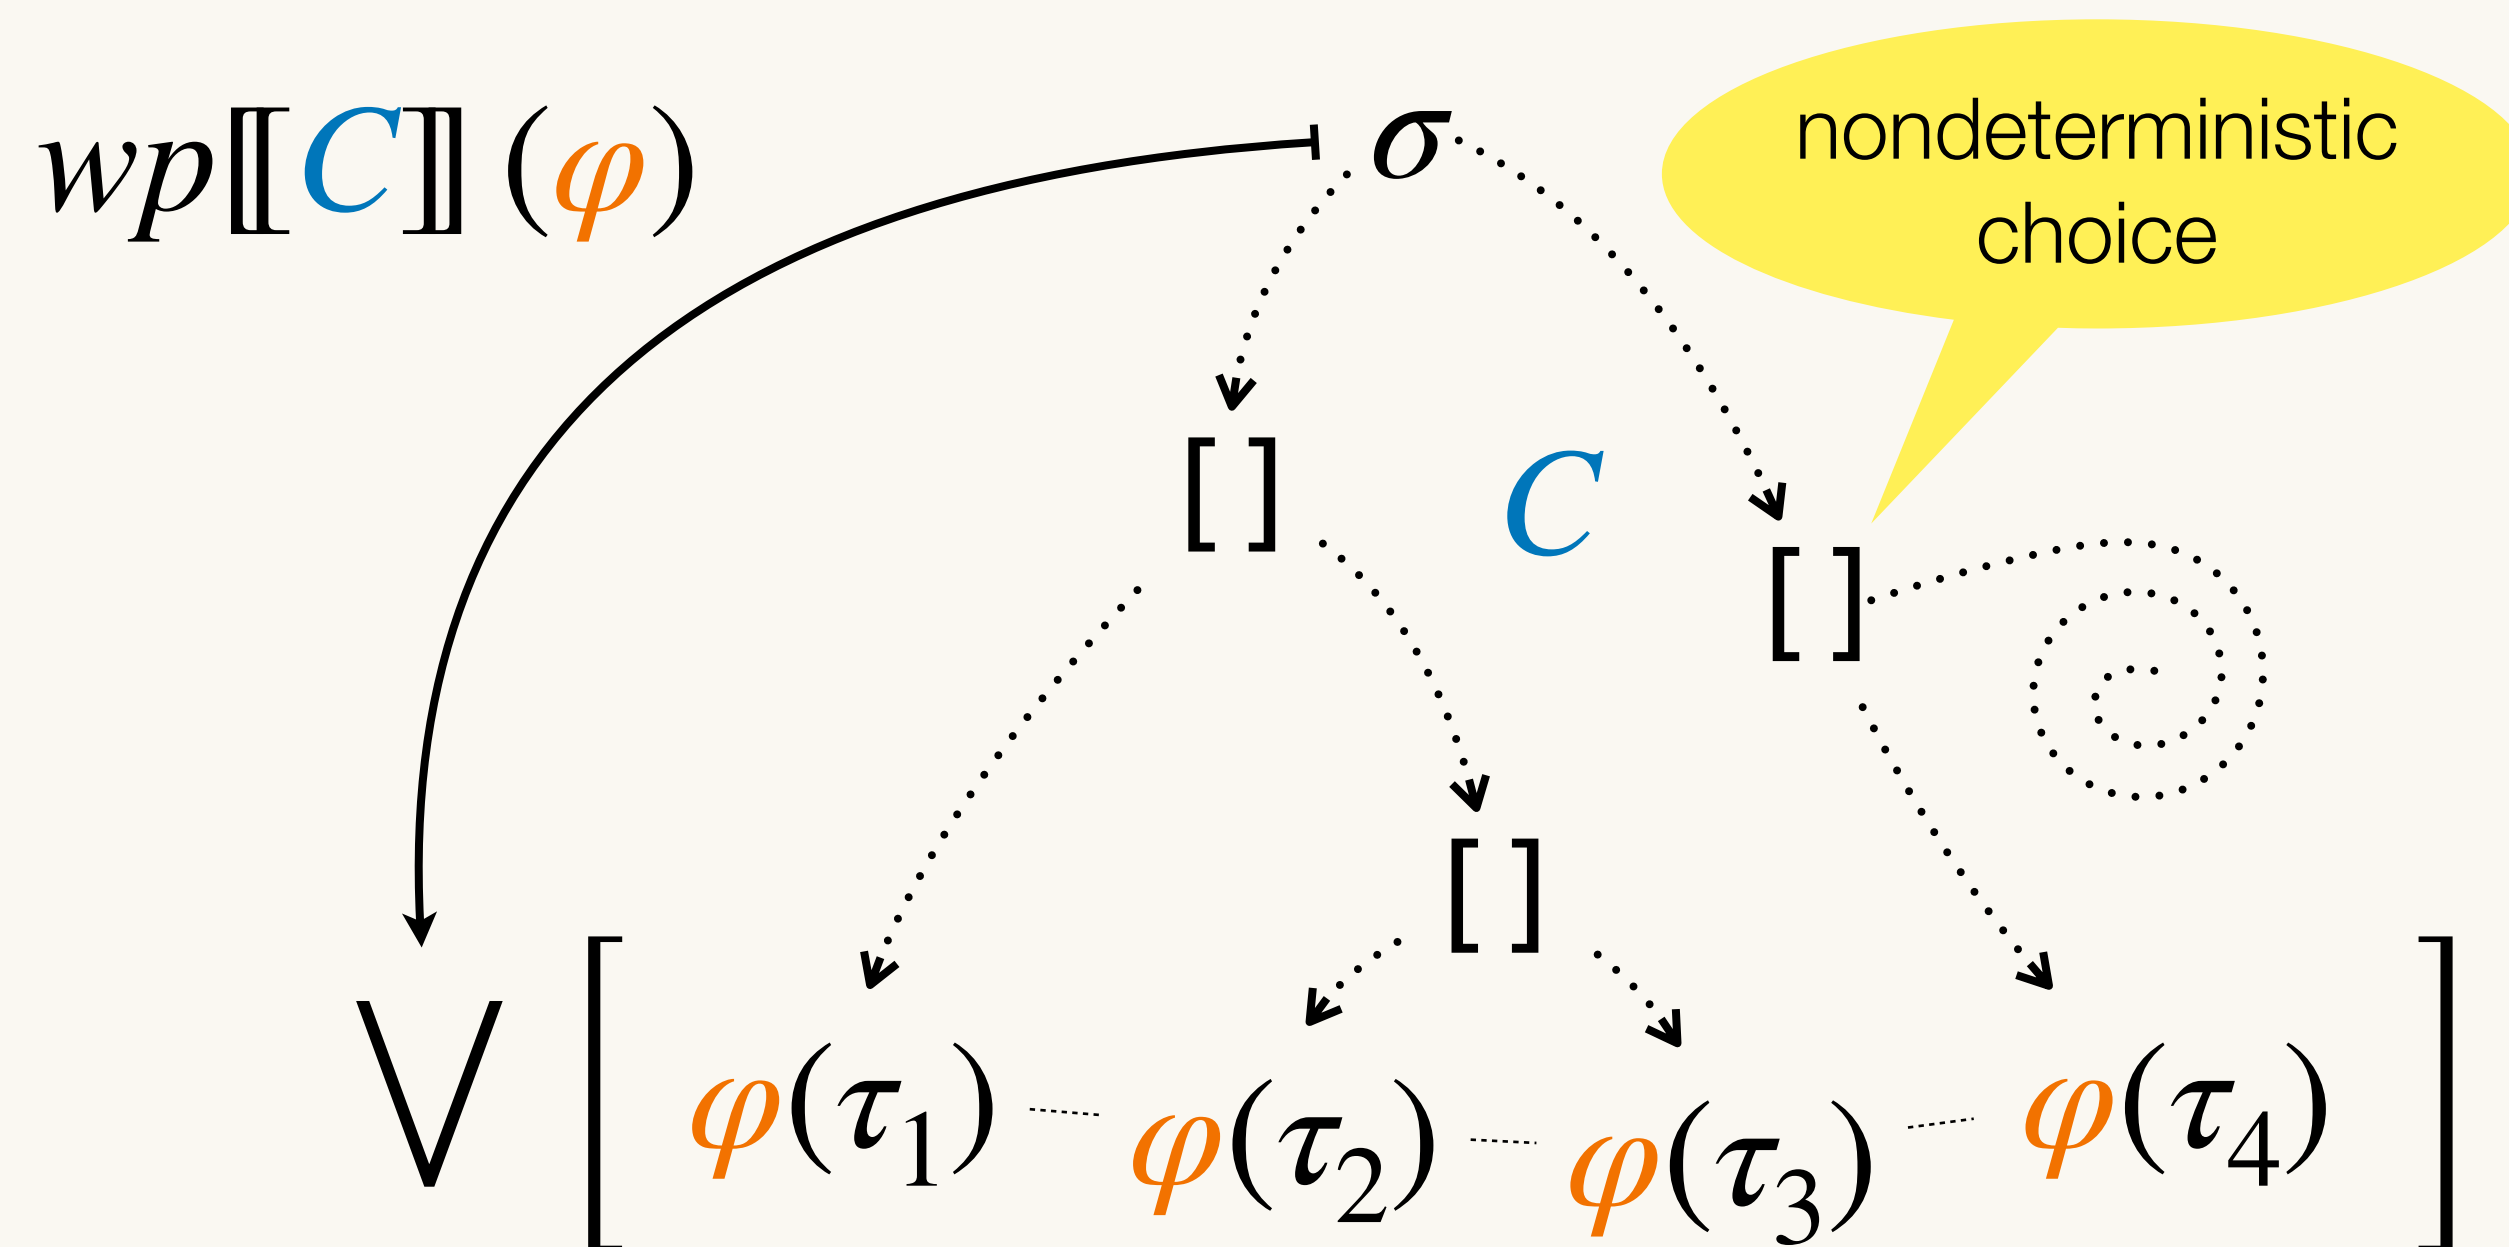 wp⟦C⟧ (φ)
σ
nondeterministic
choice
[ ]
C
[ ]
[ ]
⋁ [ φ(τ₁) φ(τ₂) φ(τ₃) φ(τ₄) ]